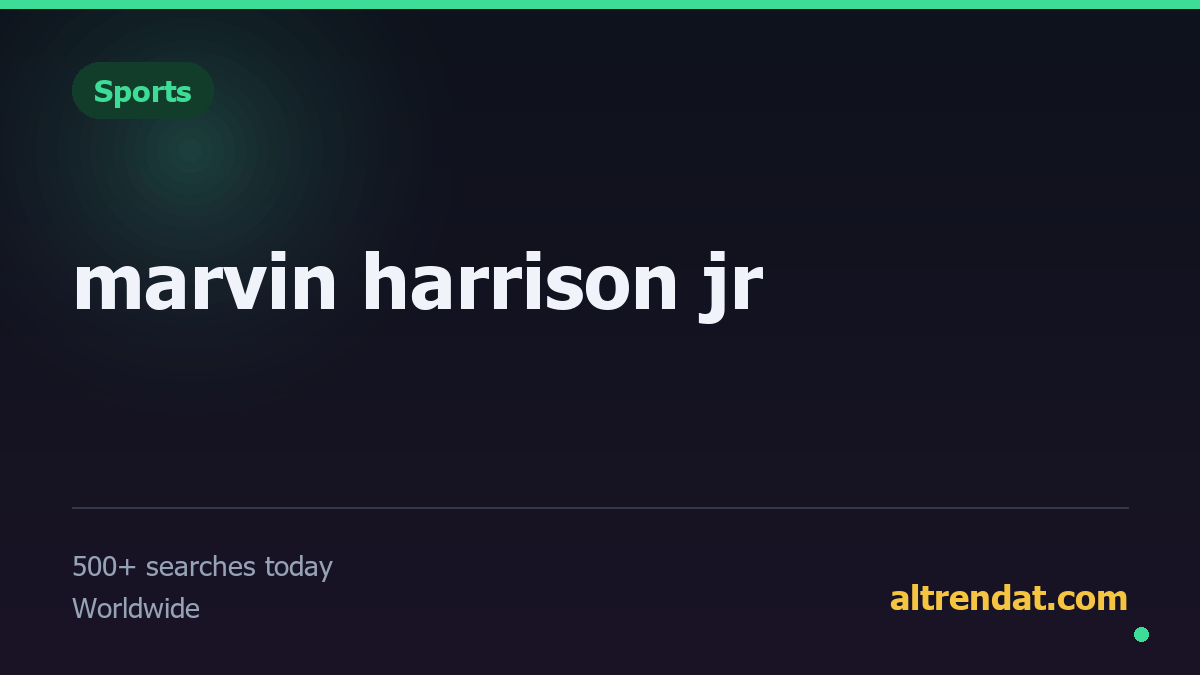 Sports
marvin harrison jr
500+ searches today
Worldwide
altrendat.com